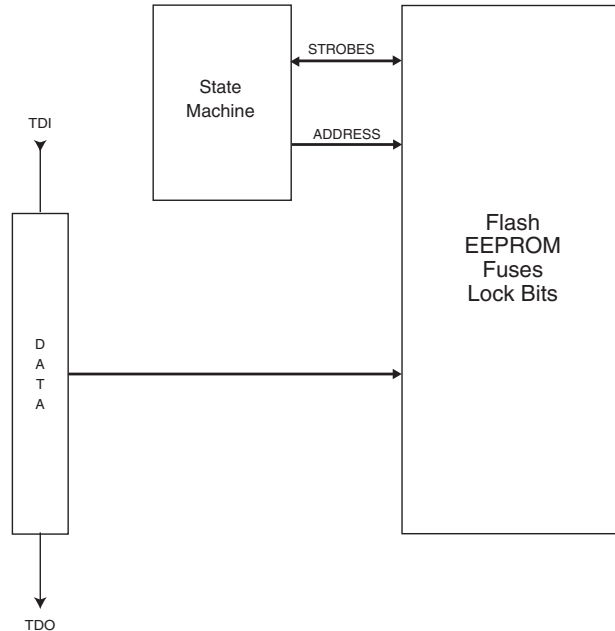 STROBES
State
Machine
ADDRESS
TDI
Flash
EEPROM
Fuses
Lock Bits
D
A
T
A
TDO